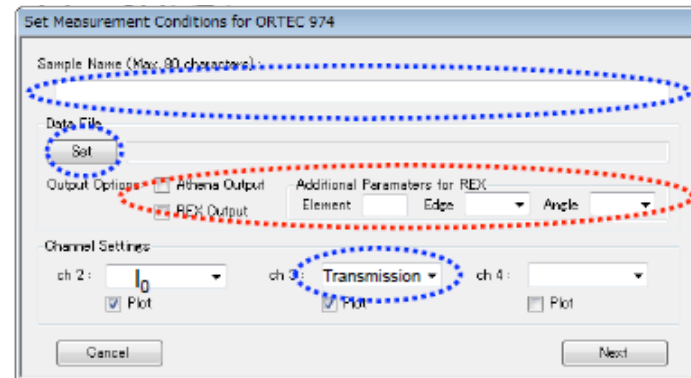 Set Measurement Conditions for ORTEC 974
Sample Name (Max. 80 characters) :
Data File
Set
Output Options Athena Output Additional Paramaters for REX
REX Output Element Edge Angle
Channel Settings
ch 2 : I0 ch 3 : Transmission ch 4 :
Plot Plot Plot
Cancel Next